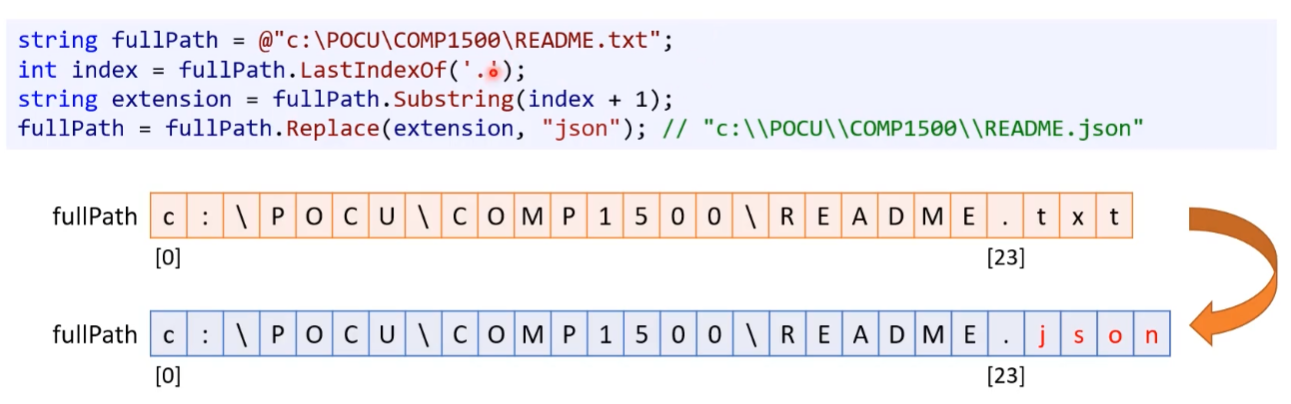 string fullPath = @"c:\POCU\COMP1500\README.txt";
int index = fullPath.LastIndexOf('.');
string extension = fullPath.Substring(index + 1);
fullPath = fullPath.Replace(extension, "json"); // "c:\\POCU\\COMP1500\\README.json"
fullPath c : \ P O C U \ C O M P 1 5 0 0 \ R E A D M E . t x t
[0] [23]
fullPath c : \ P O C U \ C O M P 1 5 0 0 \ R E A D M E . j s o n
[0] [23]